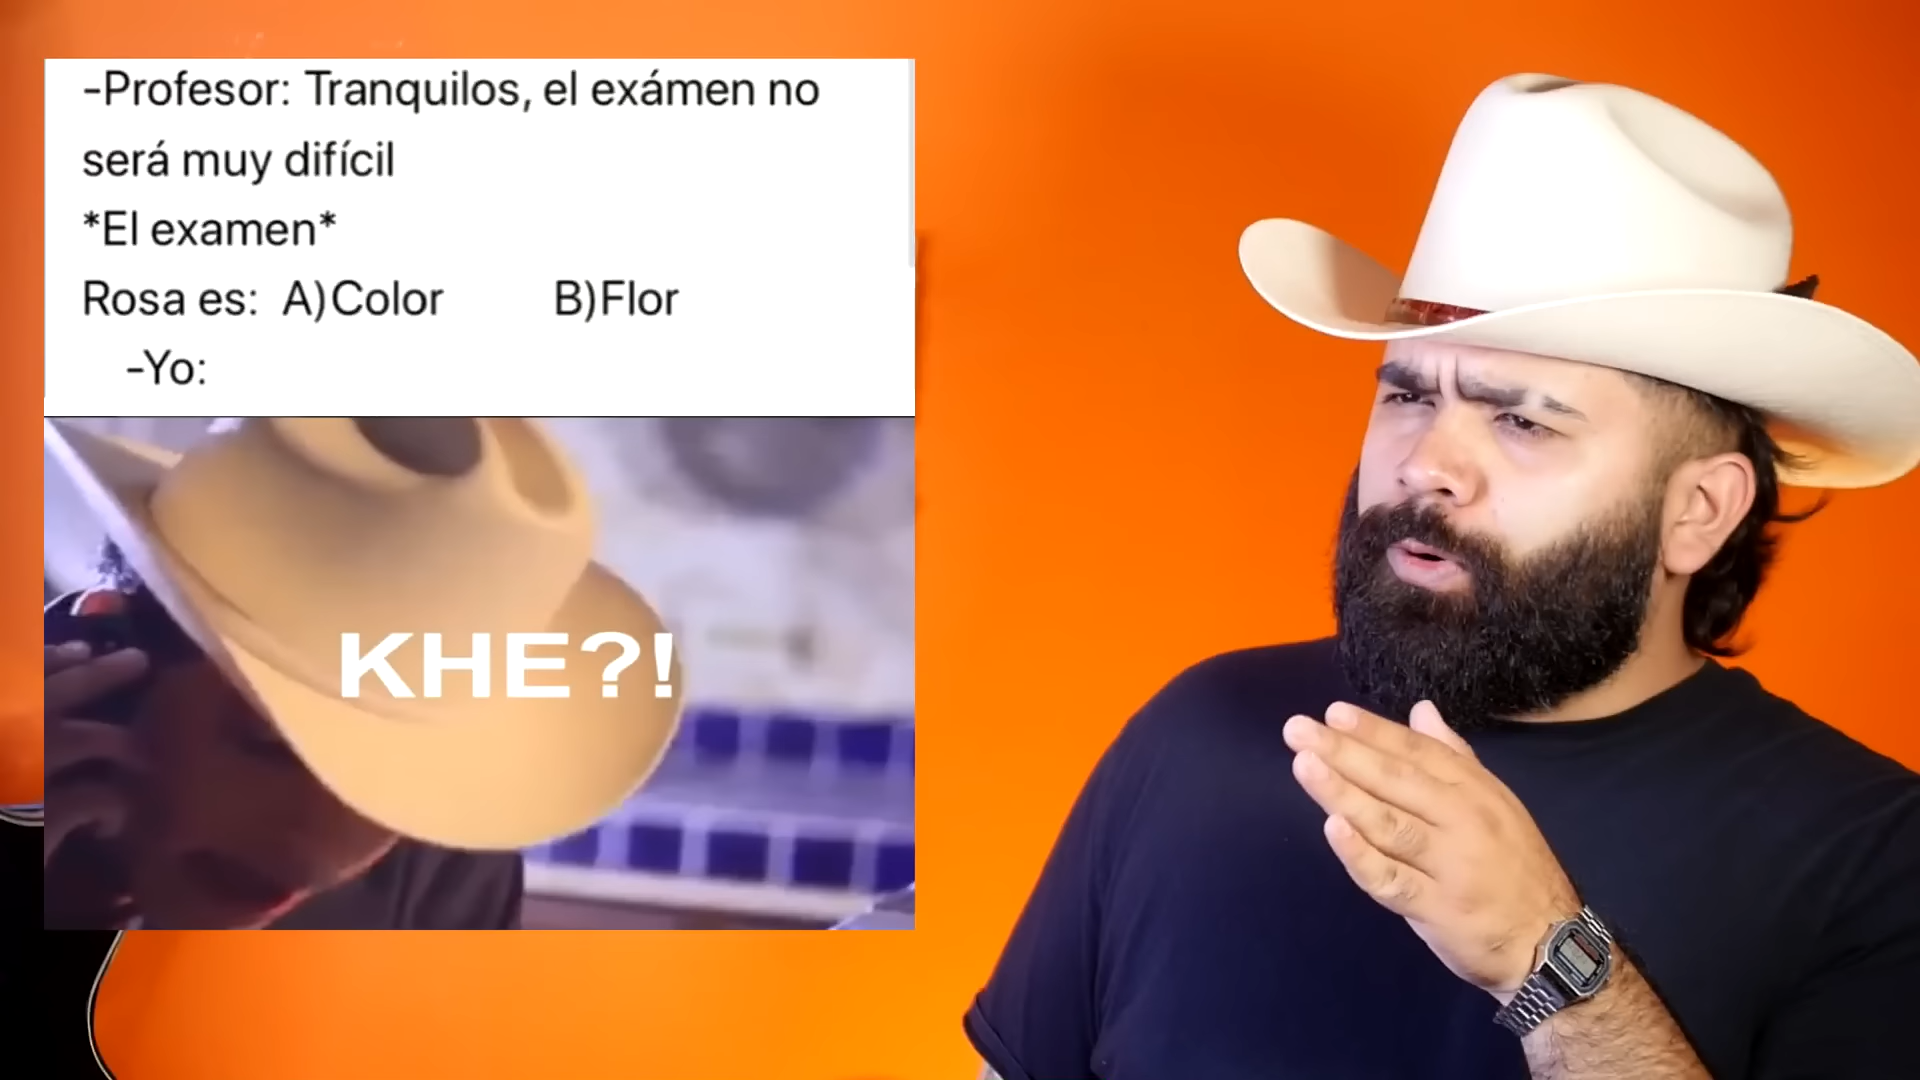 -Profesor: Tranquilos, el exámen no
será muy difícil
*El examen*
Rosa es: A)Color B)Flor
-Yo:
KHE?!